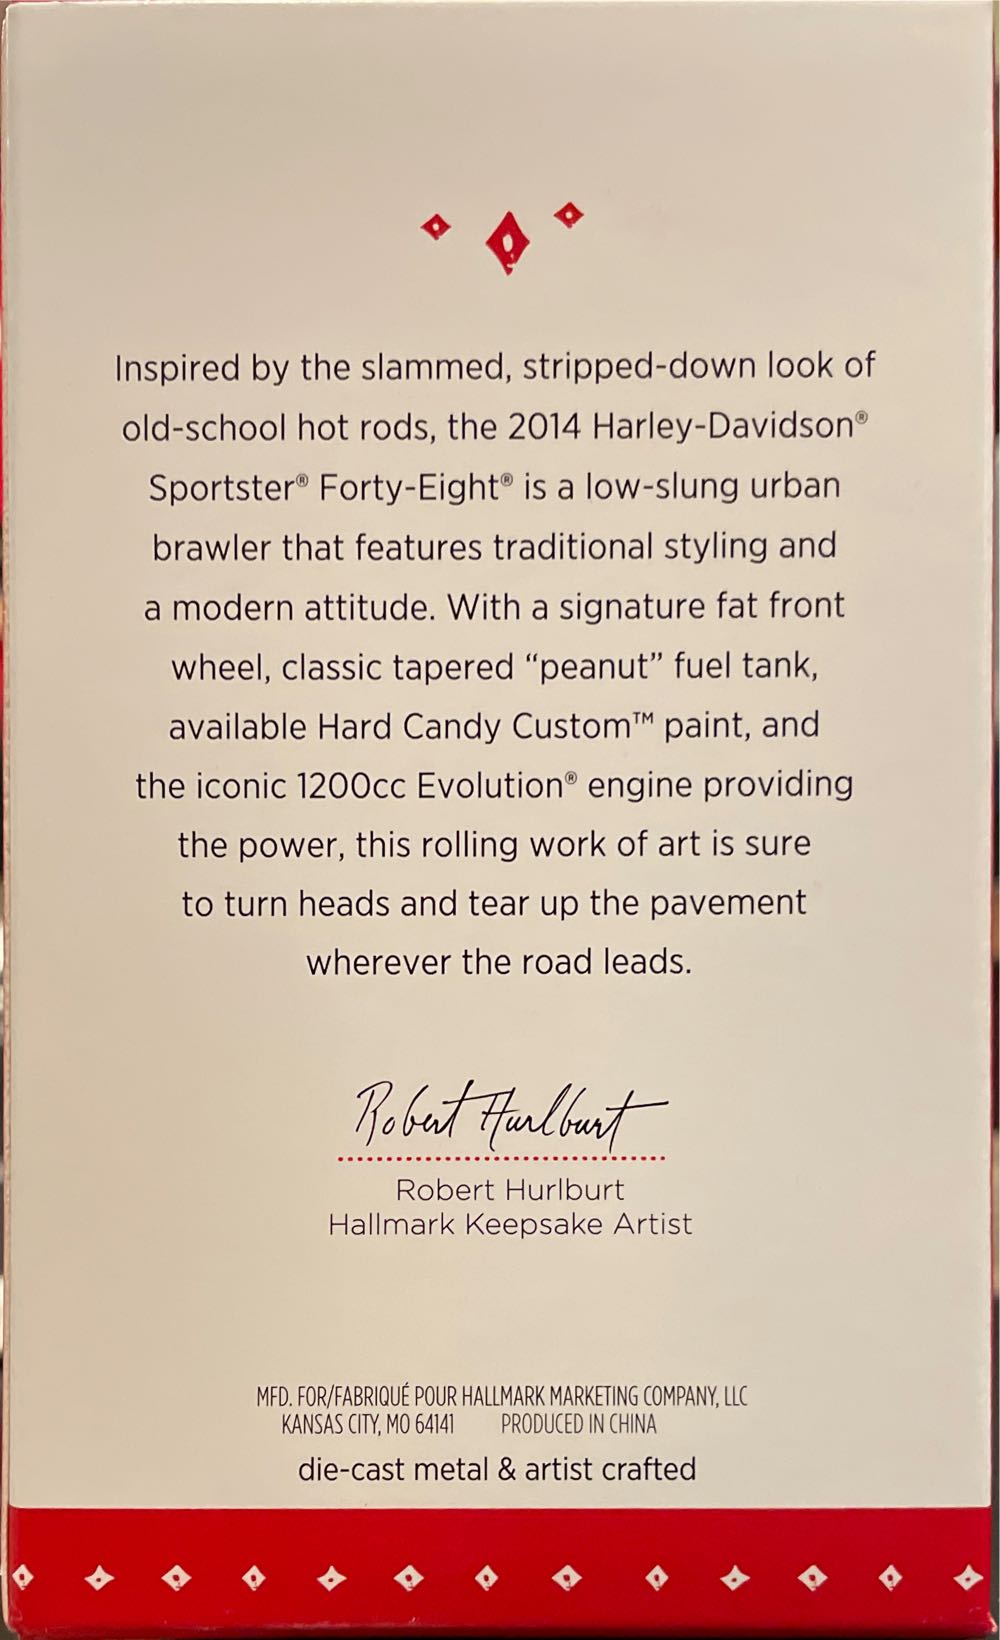 Inspired by the slammed, stripped-down look of
old-school hot rods, the 2014 Harley-Davidson®
Sportster® Forty-Eight® is a low-slung urban
brawler that features traditional styling and
a modern attitude. With a signature fat front
wheel, classic tapered “peanut” fuel tank,
available Hard Candy Custom™ paint, and
the iconic 1200cc Evolution® engine providing
the power, this rolling work of art is sure
to turn heads and tear up the pavement
wherever the road leads.
Robert Hurlburt
Robert Hurlburt
Hallmark Keepsake Artist
MFD. FOR/FABRIQUÉ POUR HALLMARK MARKETING COMPANY, LLC
KANSAS CITY, MO 64141 PRODUCED IN CHINA
die-cast metal & artist crafted